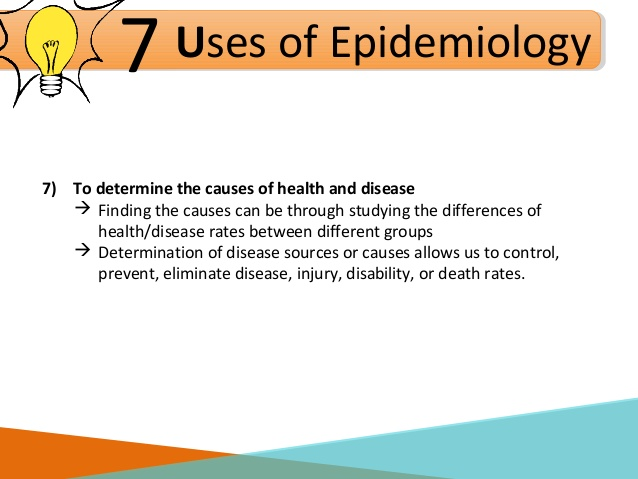 7 Uses of Epidemiology
7) To determine the causes of health and disease
→ Finding the causes can be through studying the differences of
health/disease rates between different groups
→ Determination of disease sources or causes allows us to control,
prevent, eliminate disease, injury, disability, or death rates.